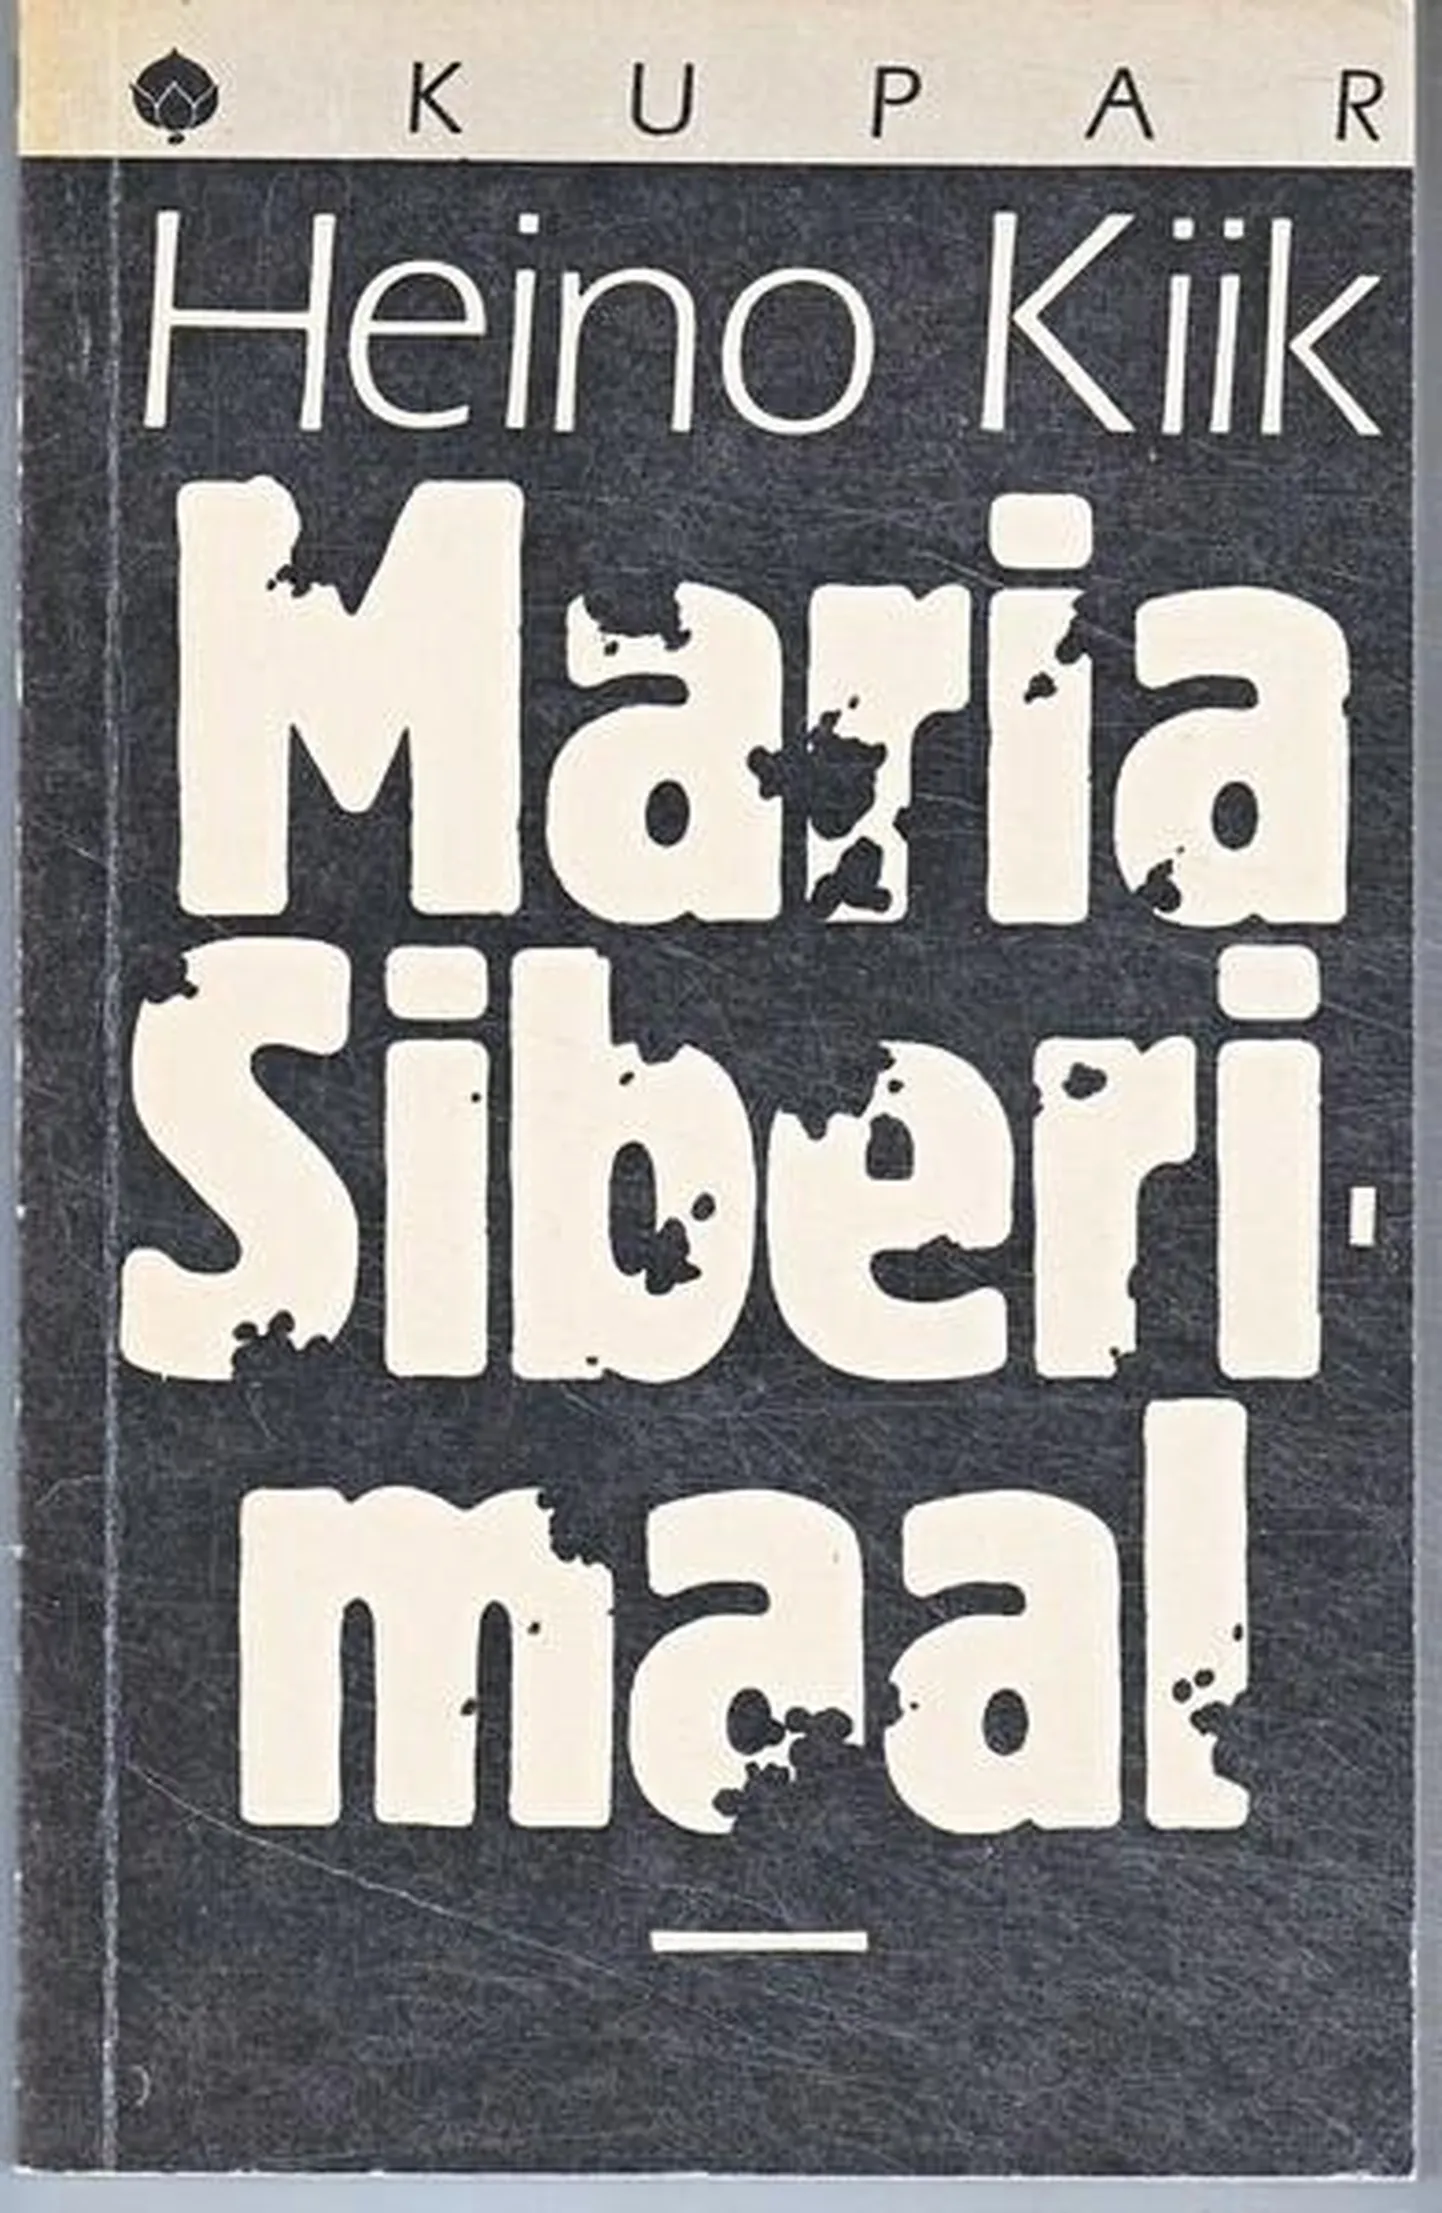 KUPAR
Heino Kiik
Maria
Siberi-
maal